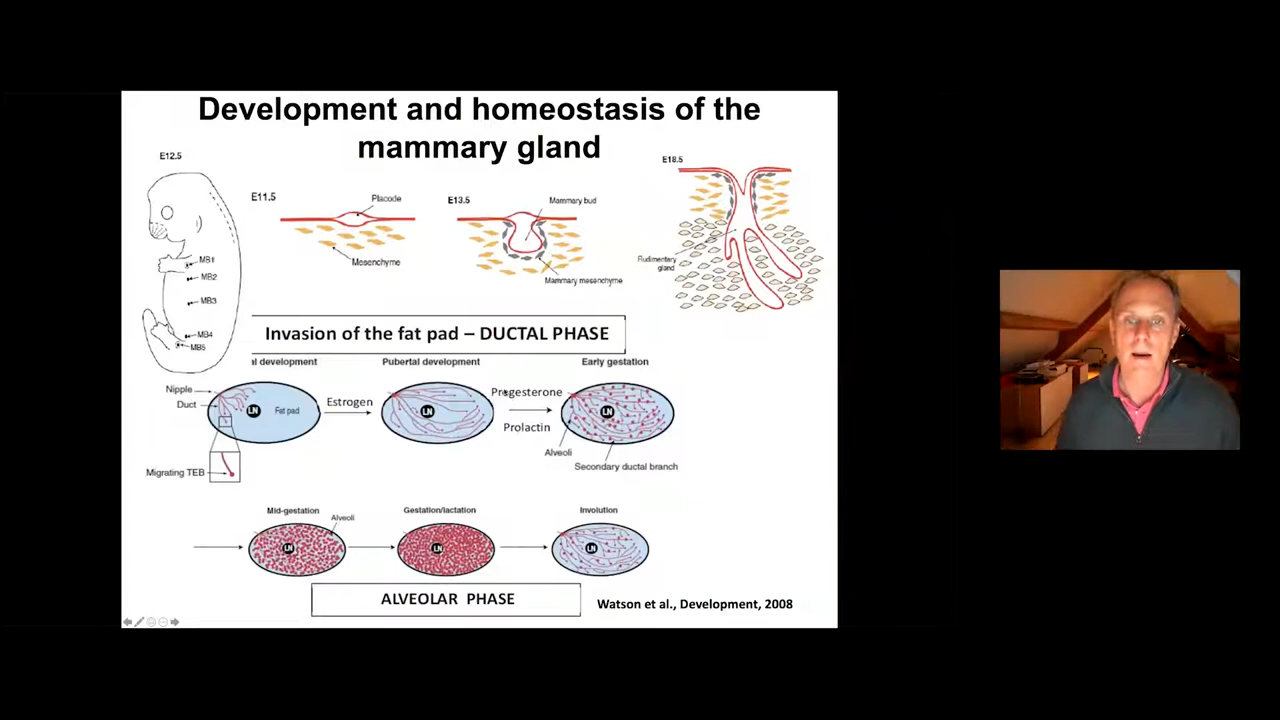 Development and homeostasis of the
mammary gland
E12.5
MB1
MB2
MB3
MB4
MB5
E11.5
Placode
Mesenchyme
E13.5
Mammary bud
Mammary mesenchyme
E18.5
Rudimentary
gland
Invasion of the fat pad – DUCTAL PHASE
al development
Pubertal development
Early gestation
Nipple
Duct
LN
Fat pad
Migrating TEB
Estrogen
LN
Progesterone
Prolactin
LN
Alveoli
Secondary ductal branch
Mid-gestation
Alveoli
LN
Gestation/lactation
LN
Involution
LN
ALVEOLAR PHASE
Watson et al., Development, 2008